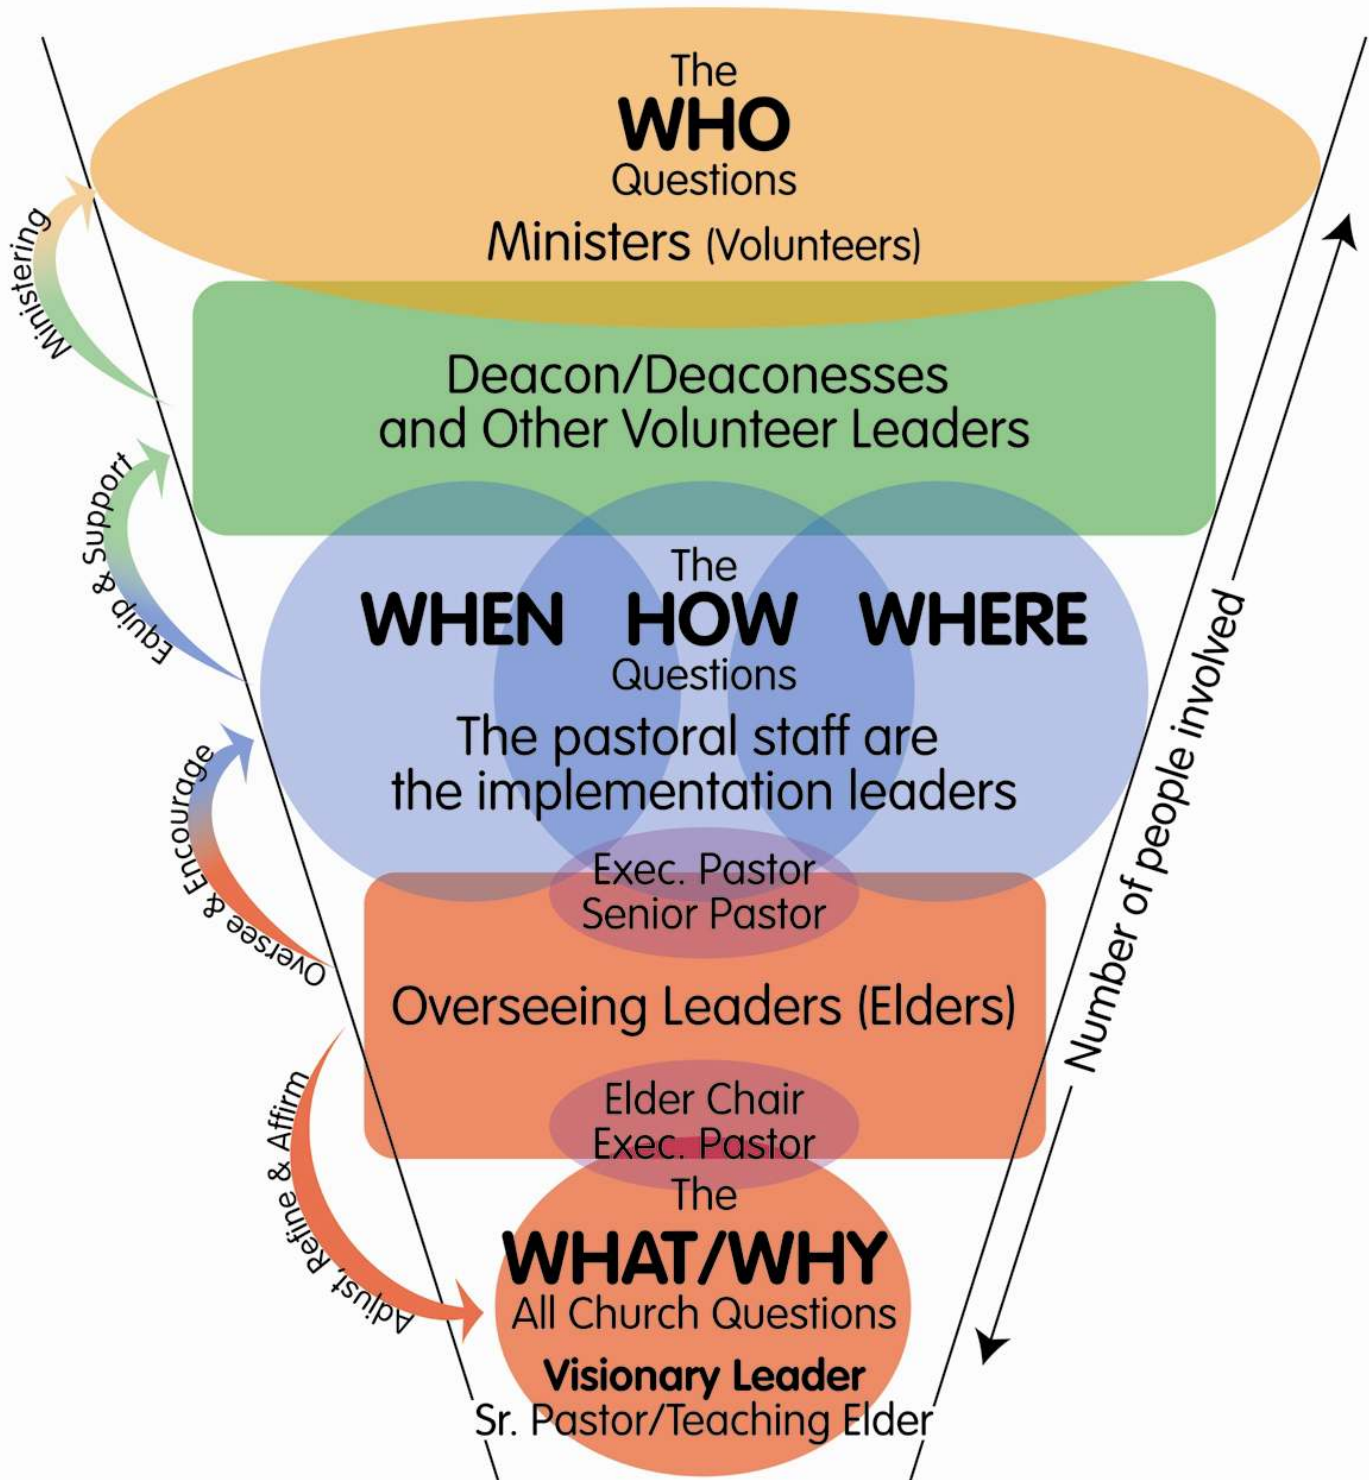 The
WHO
Questions
Ministers (Volunteers)
Ministering
Deacon/Deaconesses
and Other Volunteer Leaders
Equip & Support
The
WHEN HOW WHERE
Questions
The pastoral staff are
the implementation leaders
Number of people involved
Oversee & Encourage
Exec. Pastor
Senior Pastor
Overseeing Leaders (Elders)
Adjust, Refine & Affirm
Elder Chair
Exec. Pastor
The
WHAT/WHY
All Church Questions
Visionary Leader
Sr. Pastor/Teaching Elder